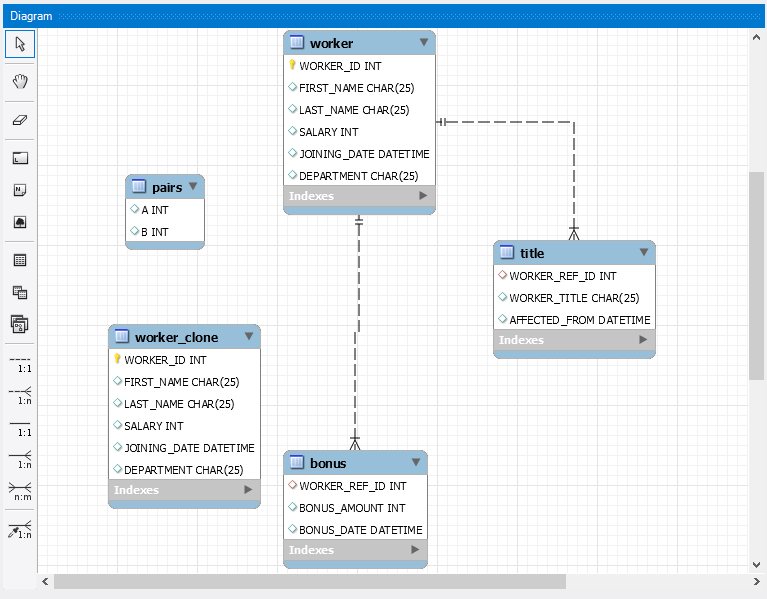 Diagram
worker
WORKER_ID INT
FIRST_NAME CHAR(25)
LAST_NAME CHAR(25)
SALARY INT
JOINING_DATE DATETIME
DEPARTMENT CHAR(25)
Indexes
pairs
A INT
B INT
title
WORKER_REF_ID INT
WORKER_TITLE CHAR(25)
AFFECTED_FROM DATETIME
Indexes
worker_clone
WORKER_ID INT
FIRST_NAME CHAR(25)
LAST_NAME CHAR(25)
SALARY INT
JOINING_DATE DATETIME
DEPARTMENT CHAR(25)
Indexes
bonus
WORKER_REF_ID INT
BONUS_AMOUNT INT
BONUS_DATE DATETIME
Indexes
1:1
1:n
1:1
1:n
n:m
1:n